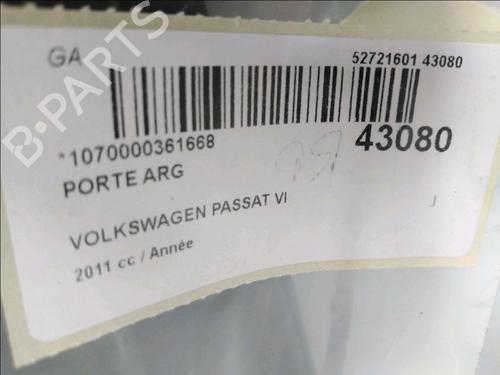 GA
52721601 43080
*1070000361668
43080
PORTE ARG
VOLKSWAGEN PASSAT VI
2011 cc / Année
B-PARTS